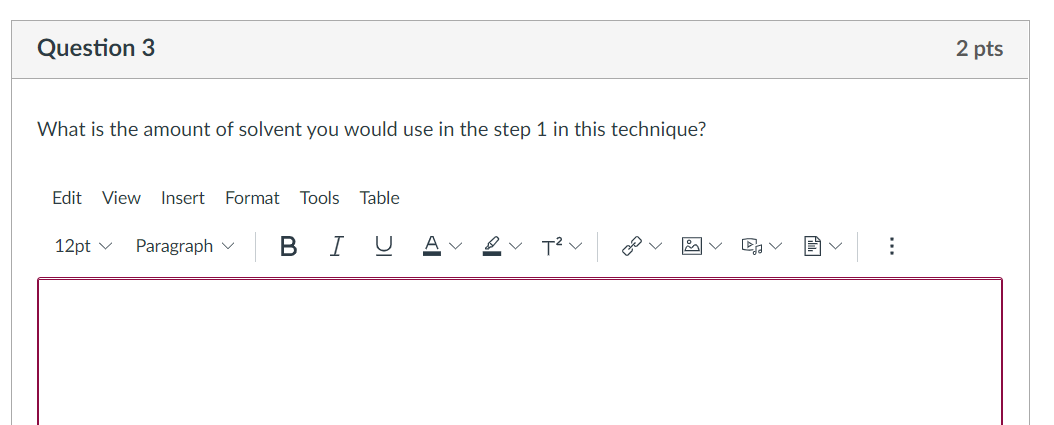 Question 3 2 pts
What is the amount of solvent you would use in the step 1 in this technique?
Edit View Insert Format Tools Table
12pt Paragraph B I U A T²